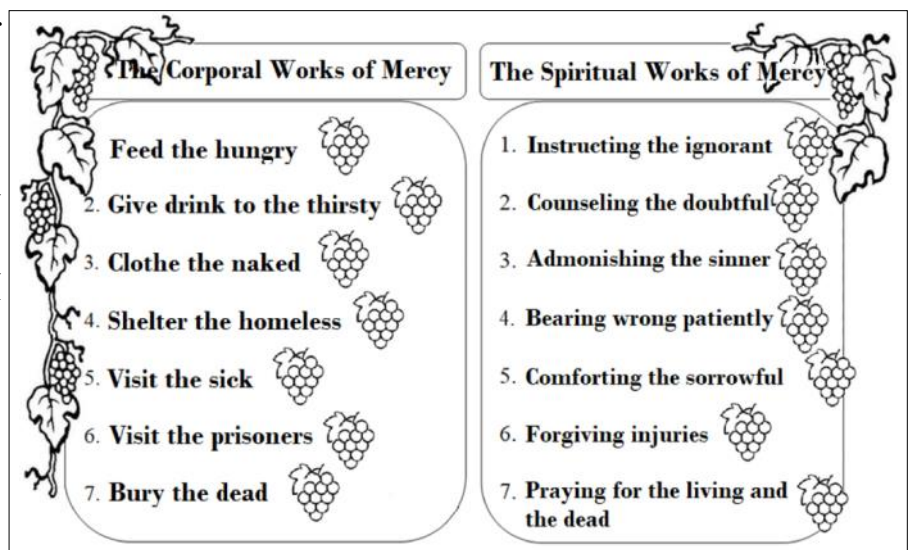 The Corporal Works of Mercy
Feed the hungry
2. Give drink to the thirsty
3. Clothe the naked
4. Shelter the homeless
5. Visit the sick
6. Visit the prisoners
7. Bury the dead
The Spiritual Works of Mercy
1. Instructing the ignorant
2. Counseling the doubtful
3. Admonishing the sinner
4. Bearing wrong patiently
5. Comforting the sorrowful
6. Forgiving injuries
7. Praying for the living and
the dead